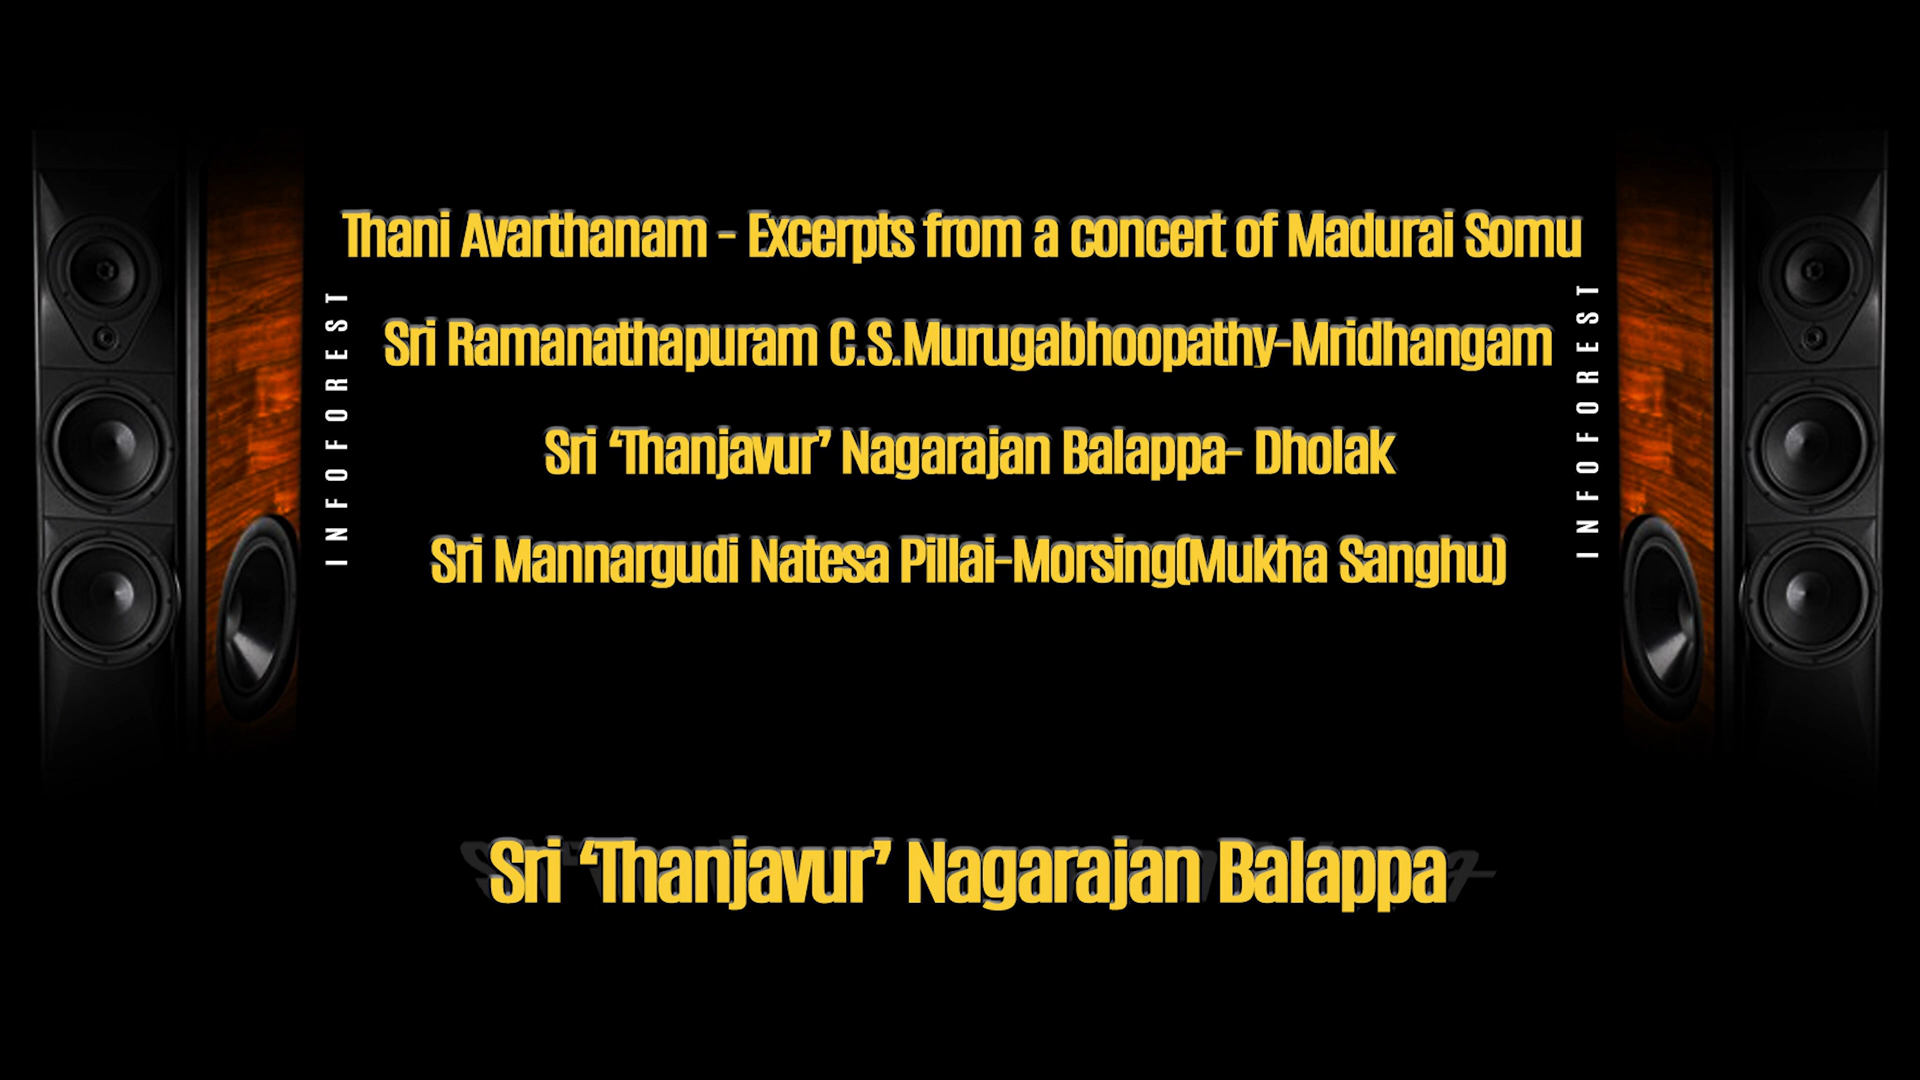 Thani Avarthanam - Excerpts from a concert of Madurai Somu
Sri Ramanathapuram C.S.Murugabhoopathy-Mridhangam
Sri ‘Thanjavur’ Nagarajan Balappa- Dholak
Sri Mannargudi Natesa Pillai-Morsing(Mukha Sanghu)
INFOFOREST
INFOFOREST
Sri ‘Thanjavur’ Nagarajan Balappa